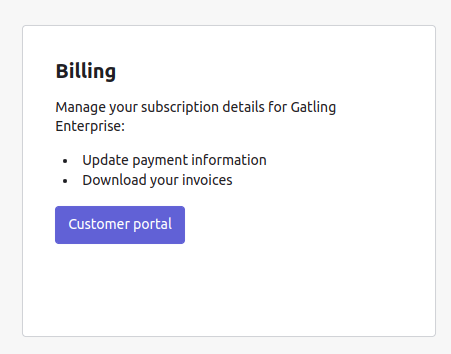 Billing
Manage your subscription details for Gatling
Enterprise:
• Update payment information
• Download your invoices
Customer portal